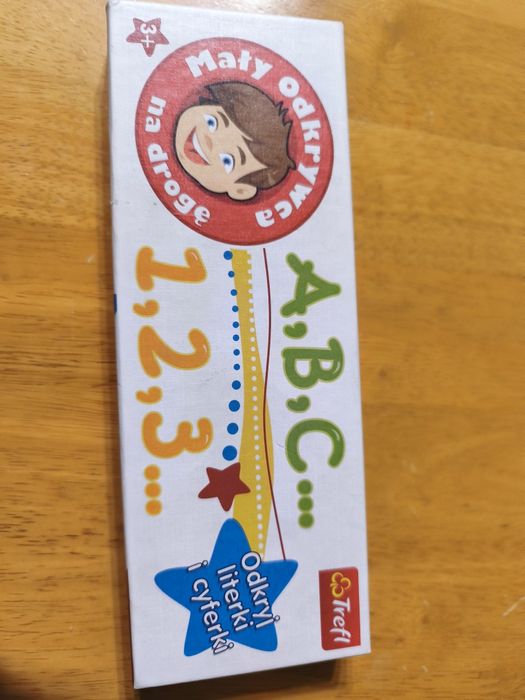 3+
Mały Odkrywca
na drogę
A, B, C...
1, 2, 3...
Odkryj
literki
i cyferki
Trefl